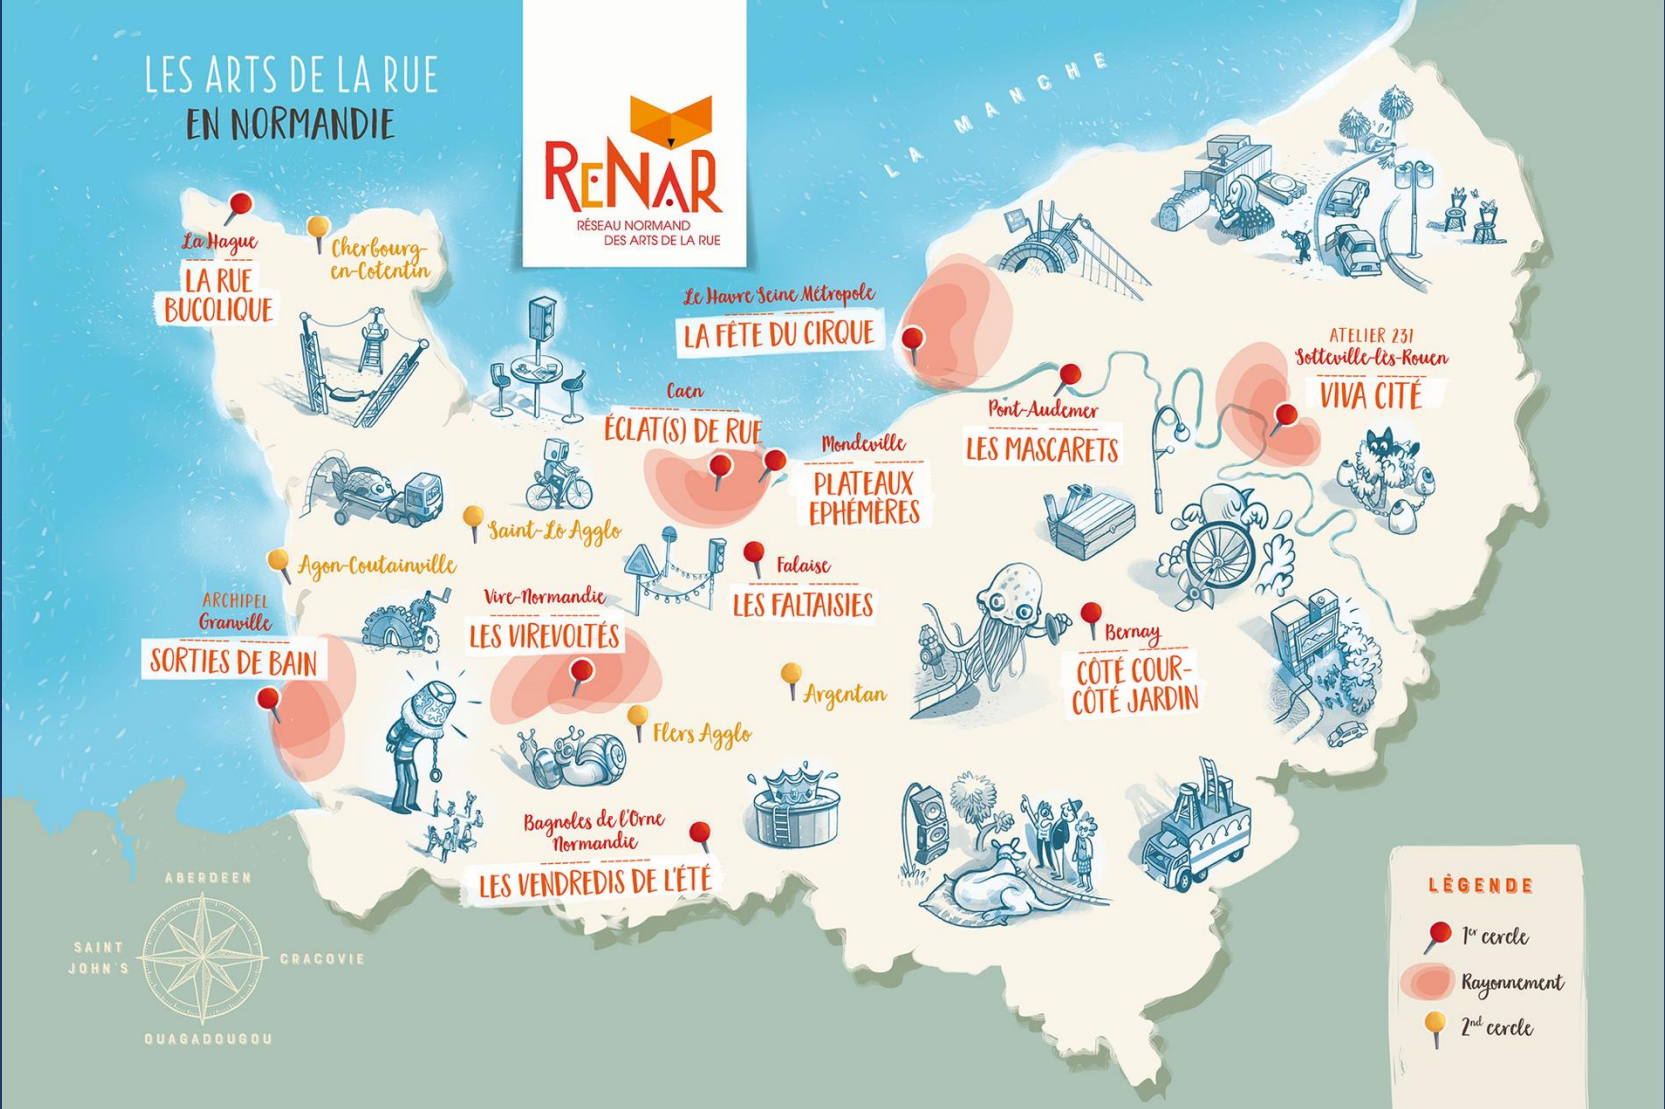 LES ARTS DE LA RUE
EN NORMANDIE
RENAR
RÉSEAU NORMAND
DES ARTS DE LA RUE
LA MANCHE
La Hague
LA RUE
BUCOLIQUE
Cherbourg-
en-Cotentin
Le Havre Seine Métropole
LA FÊTE DU CIRQUE
ATELIER 231
Sotteville-lès-Rouen
VIVA CITÉ
Caen
ÉCLAT(S) DE RUE
Pont-Audemer
LES MASCARETS
Mondeville
PLATEAUX
EPHÉMÈRES
Saint-Lô Agglo
Agon-Coutainville
Falaise
LES FALTAISIES
ARCHIPEL
Granville
SORTIES DE BAIN
Vire-Normandie
LES VIREVOLTÉS
Bernay
CÔTÉ COUR-
CÔTÉ JARDIN
Argentan
Flers Agglo
Bagnoles de l'Orne
Normandie
LES VENDREDIS DE L'ÉTÉ
ABERDEEN
SAINT
JOHN'S
CRACOVIE
OUAGADOUGOU
LÉGENDE
1er cercle
Rayonnement
2nd cercle